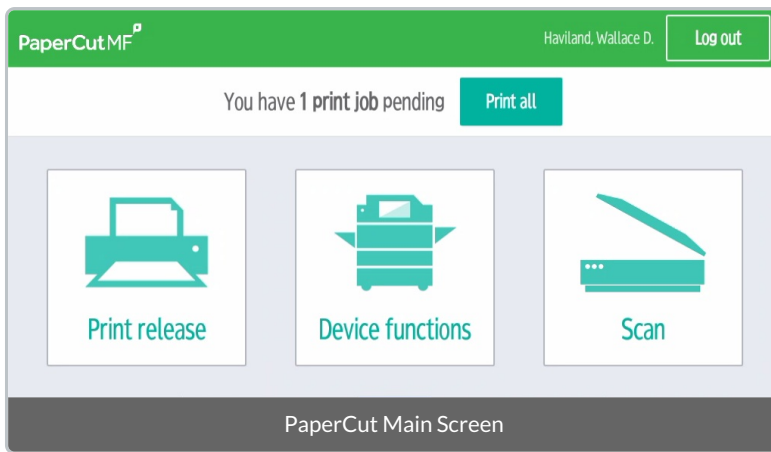 PaperCut MF
Haviland, Wallace D.
Log out
You have 1 print job pending
Print all
Print release
Device functions
Scan
PaperCut Main Screen